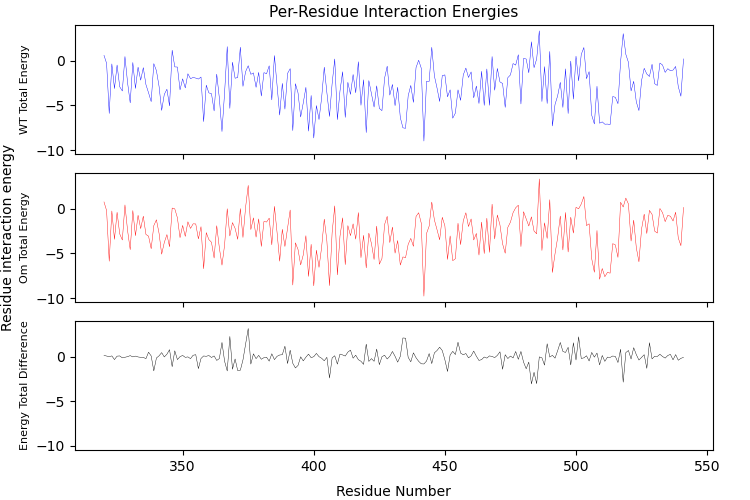 Per-Residue Interaction Energies
Residue interaction energy
WT Total Energy
0
−5
−10
Om Total Energy
0
−5
−10
Energy Total Difference
0
−5
−10
350
400
450
500
550
Residue Number